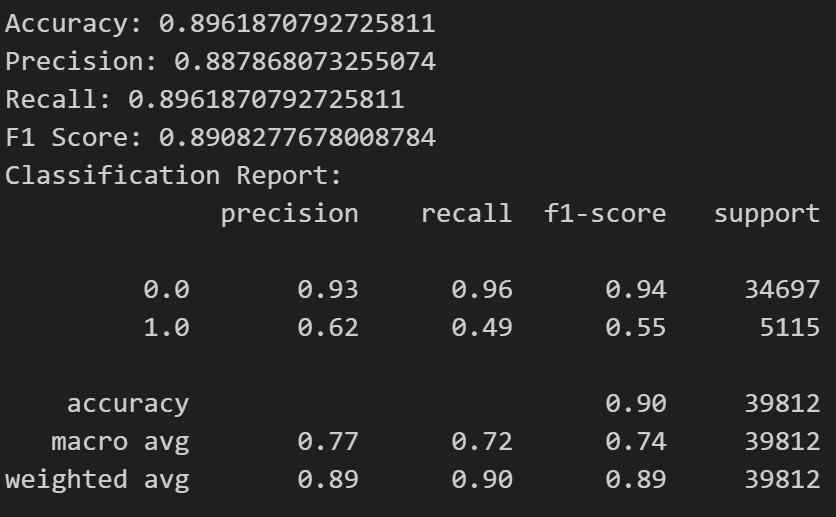 Accuracy: 0.8961870792725811
Precision: 0.887868073255074
Recall: 0.8961870792725811
F1 Score: 0.8908277678008784
Classification Report:
precision recall f1-score support
0.0 0.93 0.96 0.94 34697
1.0 0.62 0.49 0.55 5115
accuracy 0.90 39812
macro avg 0.77 0.72 0.74 39812
weighted avg 0.89 0.90 0.89 39812